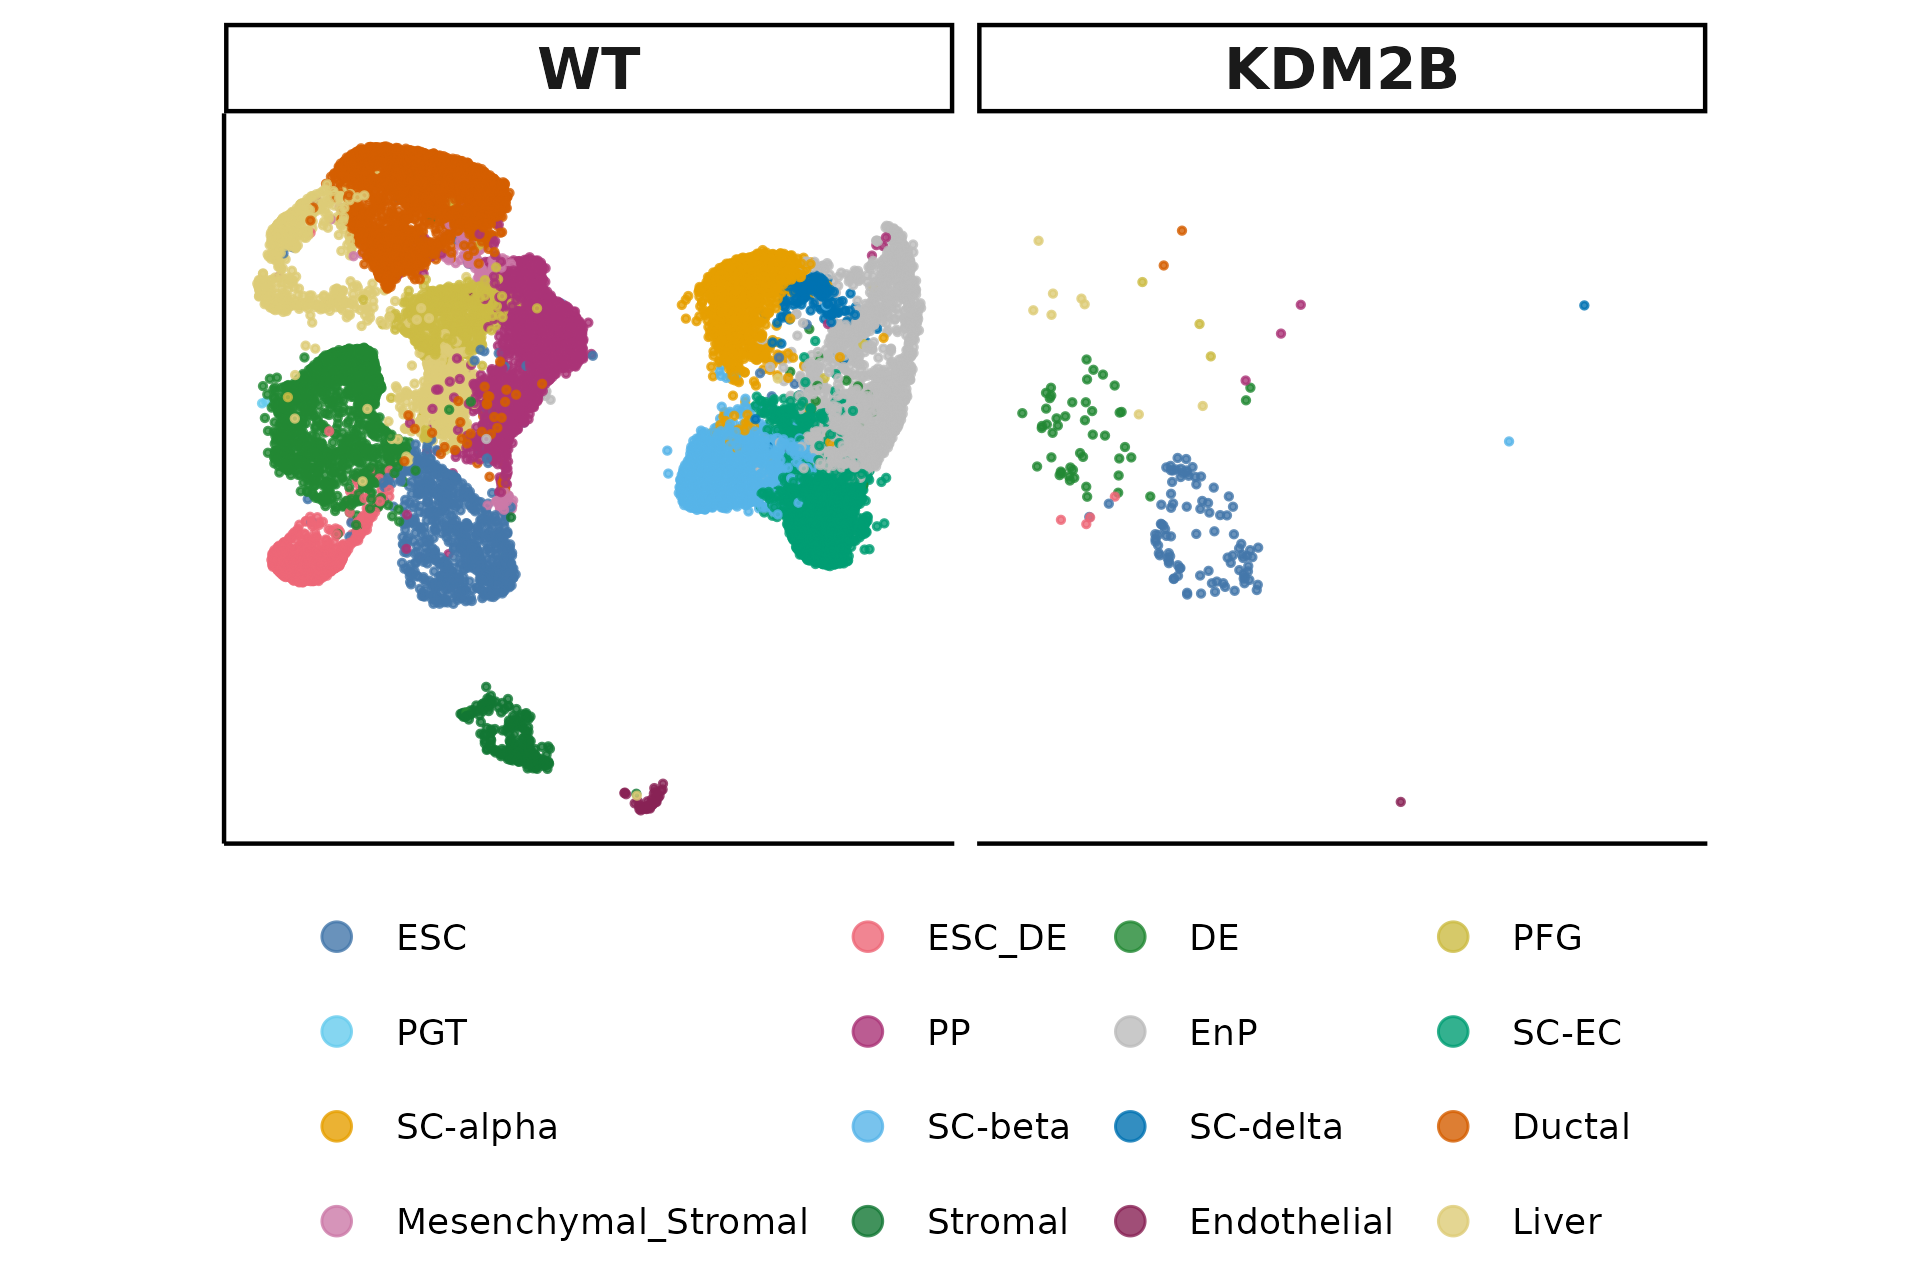 WT KDM2B
ESC ESC_DE DE PFG
PGT PP EnP SC-EC
SC-alpha SC-beta SC-delta Ductal
Mesenchymal_Stromal Stromal Endothelial Liver